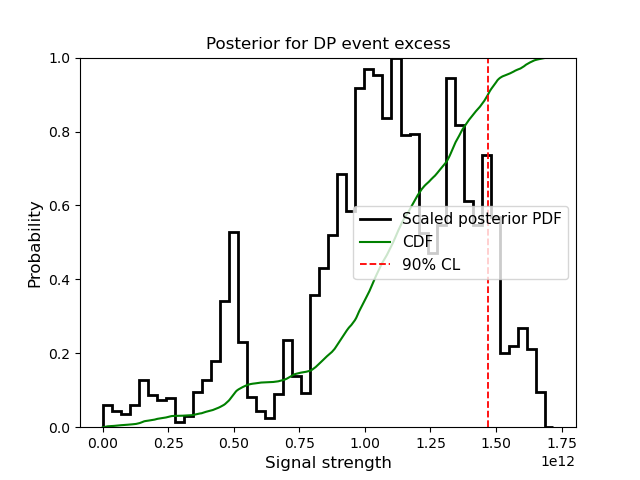 Posterior for DP event excess
Probability
1.0
0.8
0.6
0.4
0.2
0.0
Scaled posterior PDF
CDF
90% CL
0.00
0.25
0.50
0.75
1.00
1.25
1.50
1.75
1e12
Signal strength